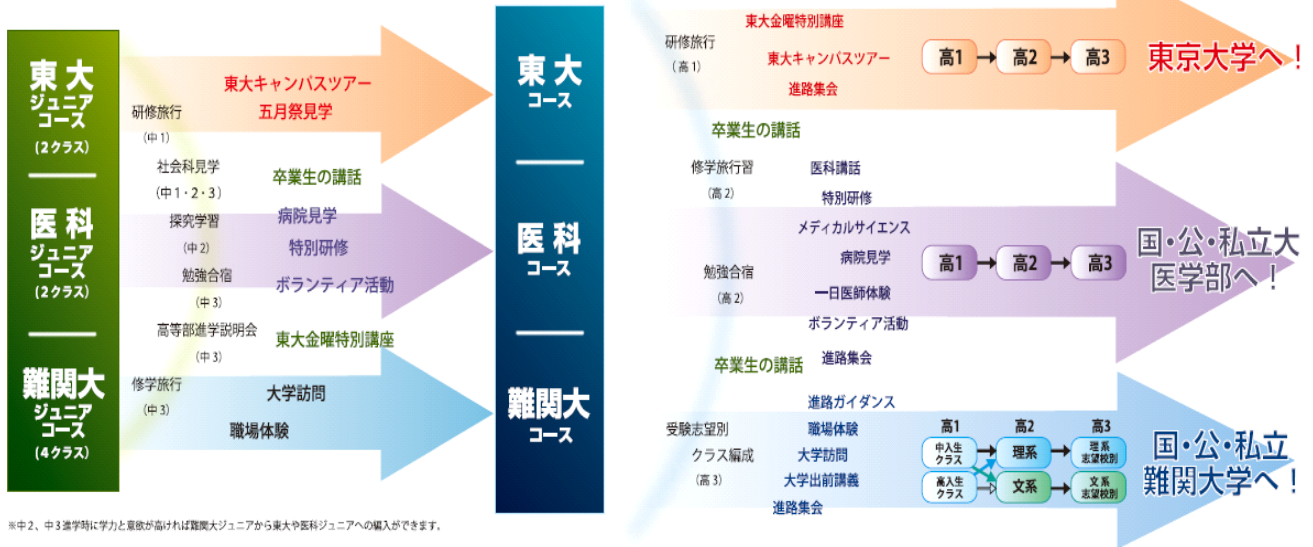 東大
ジュニア
コース
(2クラス)
医科
ジュニア
コース
(2クラス)
難関大
ジュニア
コース
(4クラス)
研修旅行
(中1)
社会科見学
(中1・2・3)
探究学習
(中2)
勉強合宿
(中3)
高等部進学説明会
(中3)
修学旅行
(中3)
東大キャンパスツアー
五月祭見学
卒業生の講話
病院見学
特別研修
ボランティア活動
東大金曜特別講座
大学訪問
職場体験
東大
コース
医科
コース
難関大
コース
研修旅行
(高1)
東大金曜特別講座
東大キャンパスツアー
進路集会
高1
高2
高3
東京大学へ!
卒業生の講話
修学旅行習
(高2)
勉強合宿
(高2)
医科講話
特別研修
メディカルサイエンス
病院見学
一日医師体験
ボランティア活動
進路集会
高1
高2
高3
国・公・私立大
医学部へ!
卒業生の講話
受験志望別
クラス編成
(高3)
進路ガイダンス
職場体験
大学訪問
大学出前講義
進路集会
高1
高2
高3
中入生
クラス
理系
理系
志望校別
高入生
クラス
文系
文系
志望校別
国・公・私立
難関大学へ!
※中2、中3進学時に学力と意欲が高ければ難関大ジュニアから東大や医科ジュニアへの編入ができます。